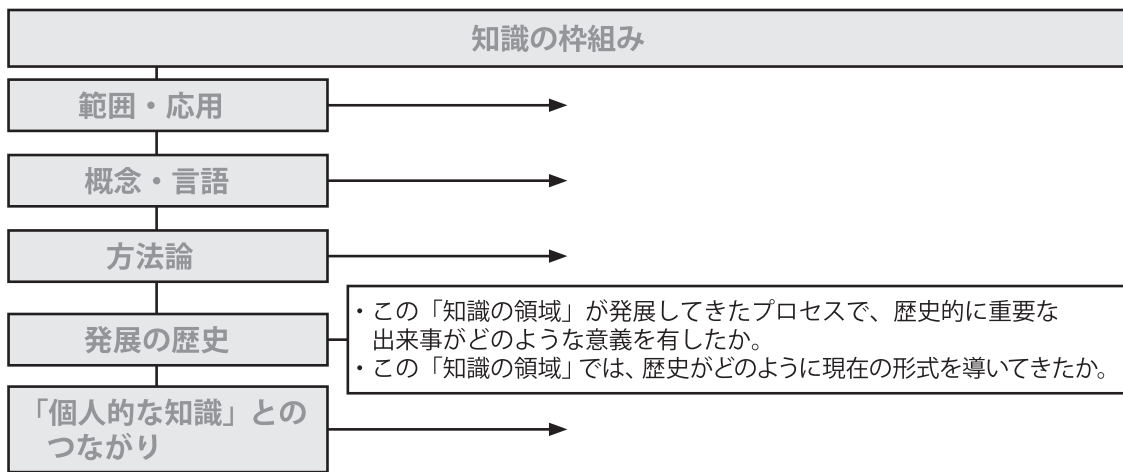 知識の枠組み
範囲・応用
概念・言語
方法論
発展の歴史
・この「知識の領域」が発展してきたプロセスで、歴史的に重要な
出来事がどのような意義を有したか。
・この「知識の領域」では、歴史がどのように現在の形式を導いてきたか。
「個人的な知識」との
つながり